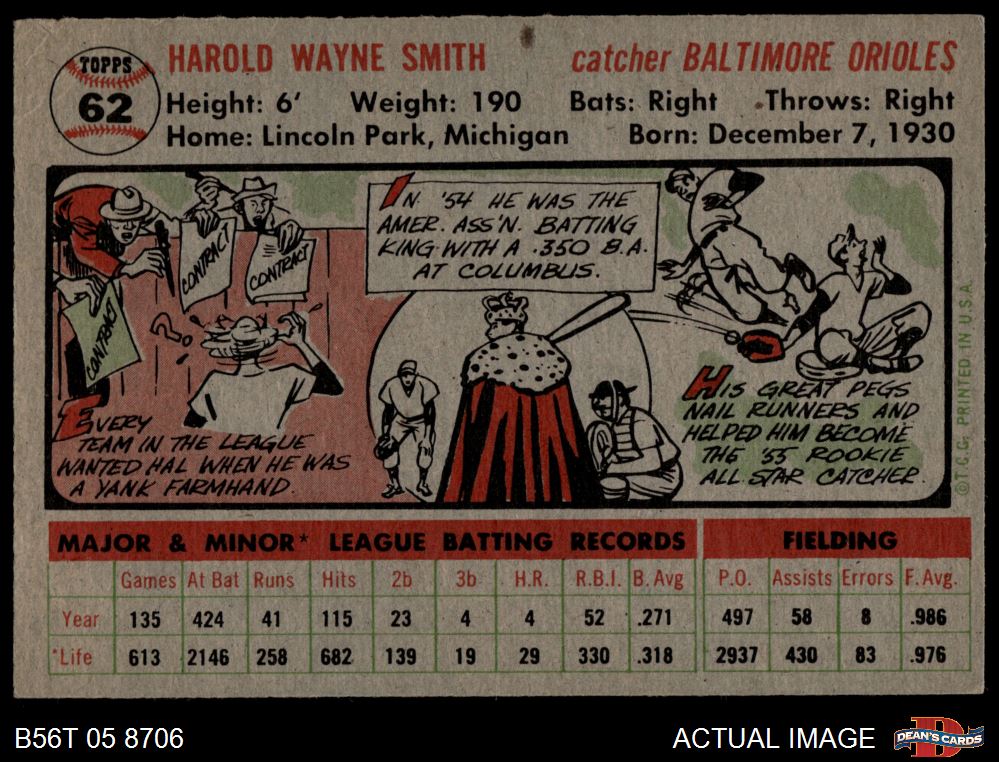 TOPPS
62
HAROLD WAYNE SMITH catcher BALTIMORE ORIOLES
Height: 6' Weight: 190 Bats: Right Throws: Right
Home: Lincoln Park, Michigan Born: December 7, 1930
CONTRACT
CONTRACT
CONTRACT
?
EVERY
TEAM IN THE LEAGUE
WANTED HAL WHEN HE WAS
A YANK FARMHAND.
IN '54 HE WAS THE
AMER. ASS'N. BATTING
KING WITH A .350 B.A.
AT COLUMBUS.
HIS GREAT PEGS
NAIL RUNNERS AND
HELPED HIM BECOME
THE '55 ROOKIE
ALL STAR CATCHER.
© T.C.G. PRINTED IN U.S.A.
MAJOR & MINOR* LEAGUE BATTING RECORDS FIELDING
Games At Bat Runs Hits 2b 3b H.R. R.B.I. B. Avg P.O. Assists Errors F. Avg.
Year 135 424 41 115 23 4 4 52 .271 497 58 8 .986
*Life 613 2146 258 682 139 19 29 330 .318 2937 430 83 .976
B56T 05 8706 ACTUAL IMAGE DEAN'S CARDS